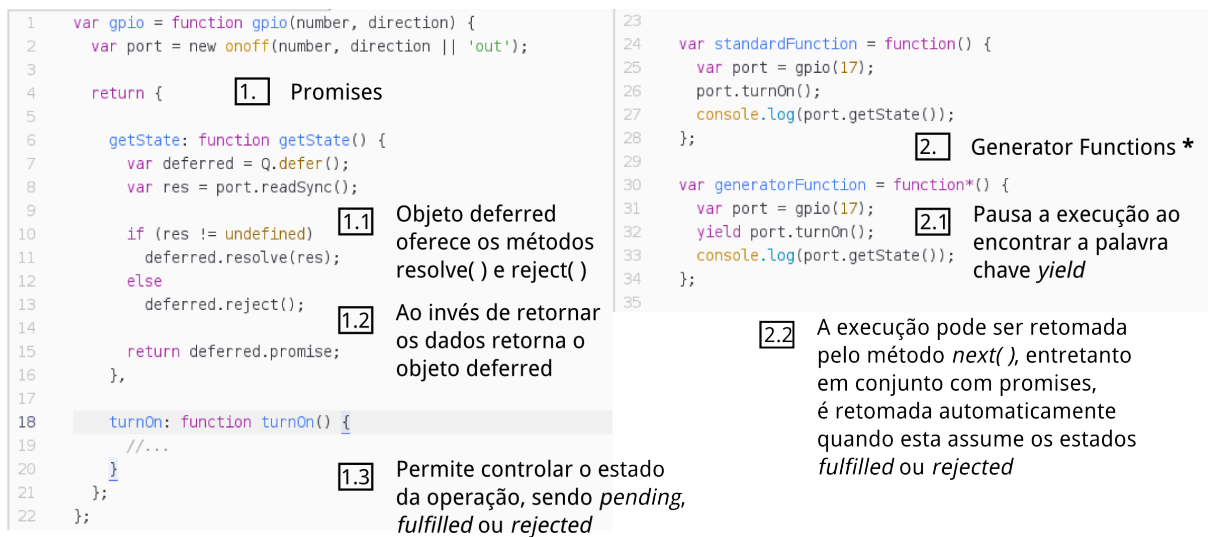 1 var gpio = function gpio(number, direction) {
2 var port = new onoff(number, direction || 'out');
3
4 return {
1. Promises
5
6 getState: function getState() {
7 var deferred = Q.defer();
8 var res = port.readSync();
9
10 if (res != undefined)
11 deferred.resolve(res);
12 else
13 deferred.reject();
14
15 return deferred.promise;
16 },
17
18 turnOn: function turnOn() {
19 //...
20 }
21 };
22 };
1.1 Objeto deferred
oferece os métodos
resolve( ) e reject( )
1.2 Ao invés de retornar
os dados retorna o
objeto deferred
1.3 Permite controlar o estado
da operação, sendo pending,
fulfilled ou rejected
23
24 var standardFunction = function() {
25 var port = gpio(17);
26 port.turnOn();
27 console.log(port.getState());
28 };
29
2. Generator Functions *
30 var generatorFunction = function*() {
31 var port = gpio(17);
32 yield port.turnOn();
33 console.log(port.getState());
34 };
35
2.1 Pausa a execução ao
encontrar a palavra
chave yield
2.2 A execução pode ser retomada
pelo método next( ), entretanto
em conjunto com promises,
é retomada automaticamente
quando esta assume os estados
fulfilled ou rejected